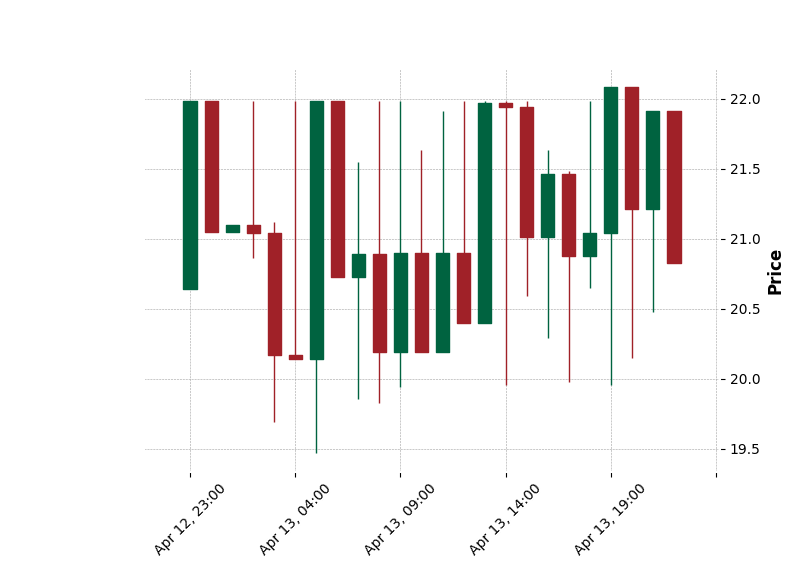 22.0
21.5
21.0
20.5
20.0
19.5
Price
Apr 12, 23:00
Apr 13, 04:00
Apr 13, 09:00
Apr 13, 14:00
Apr 13, 19:00